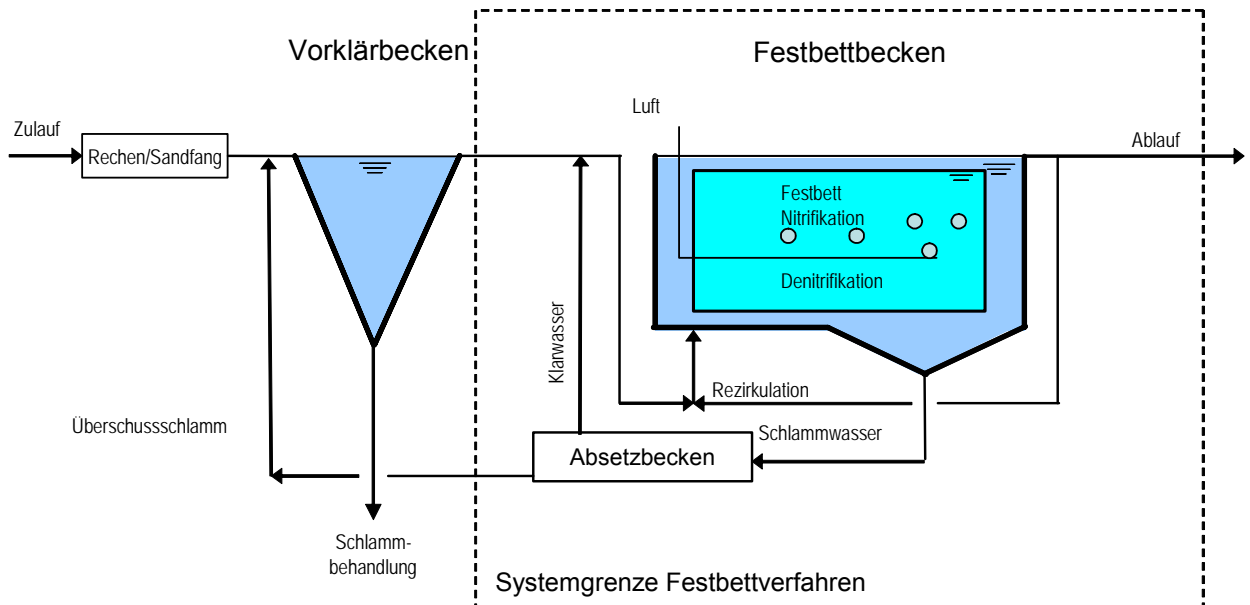 Vorklärbecken
Festbettbecken
Luft
Zulauf
Ablauf
Rechen/Sandfang
Festbett
Nitrifikation
Denitrifikation
Klarwasser
Rezirkulation
Überschussschlamm
Schlammwasser
Absetzbecken
Schlamm-
behandlung
Systemgrenze Festbettverfahren